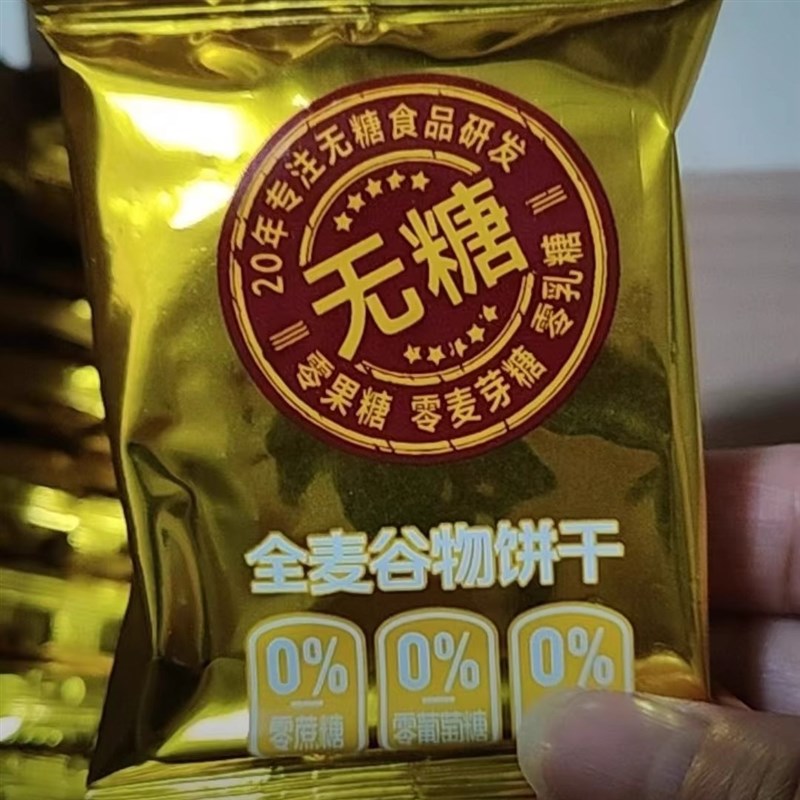 20年专注无糖食品研发
无糖
零果糖 零麦芽糖 零乳糖
全麦谷物饼干
0% 0% 0%
零蔗糖 零葡萄糖